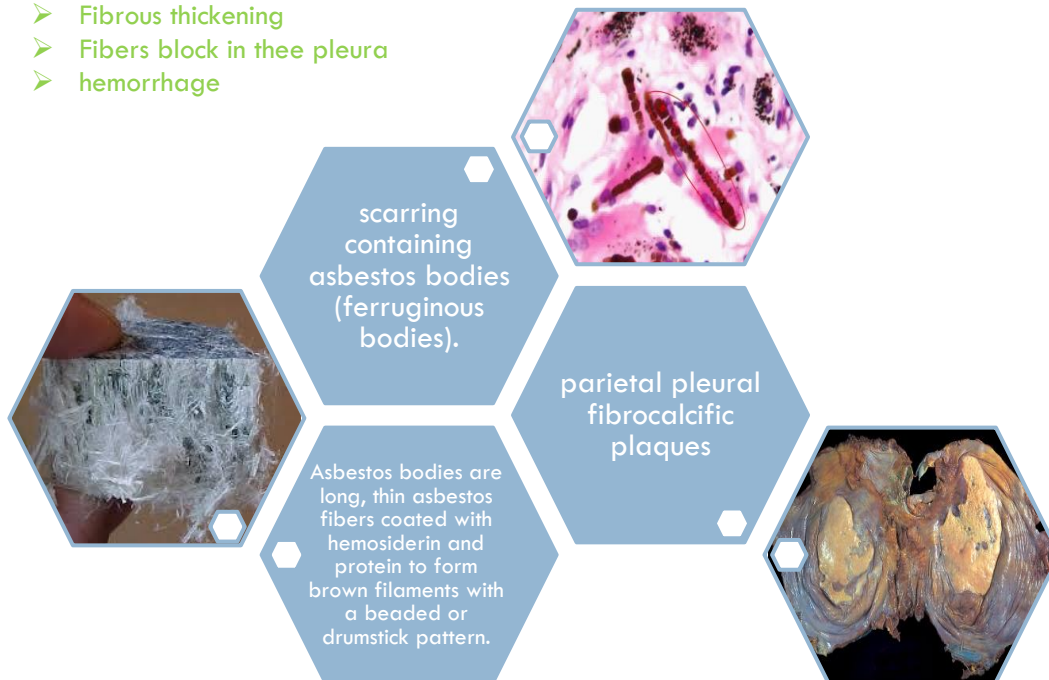 Fibrous thickening
Fibers block in thee pleura
hemorrhage
scarring
containing
asbestos bodies
(ferruginous
bodies).
parietal pleural
fibrocalcific
plaques
Asbestos bodies are
long, thin asbestos
fibers coated with
hemosiderin and
protein to form
brown filaments with
a beaded or
drumstick pattern.